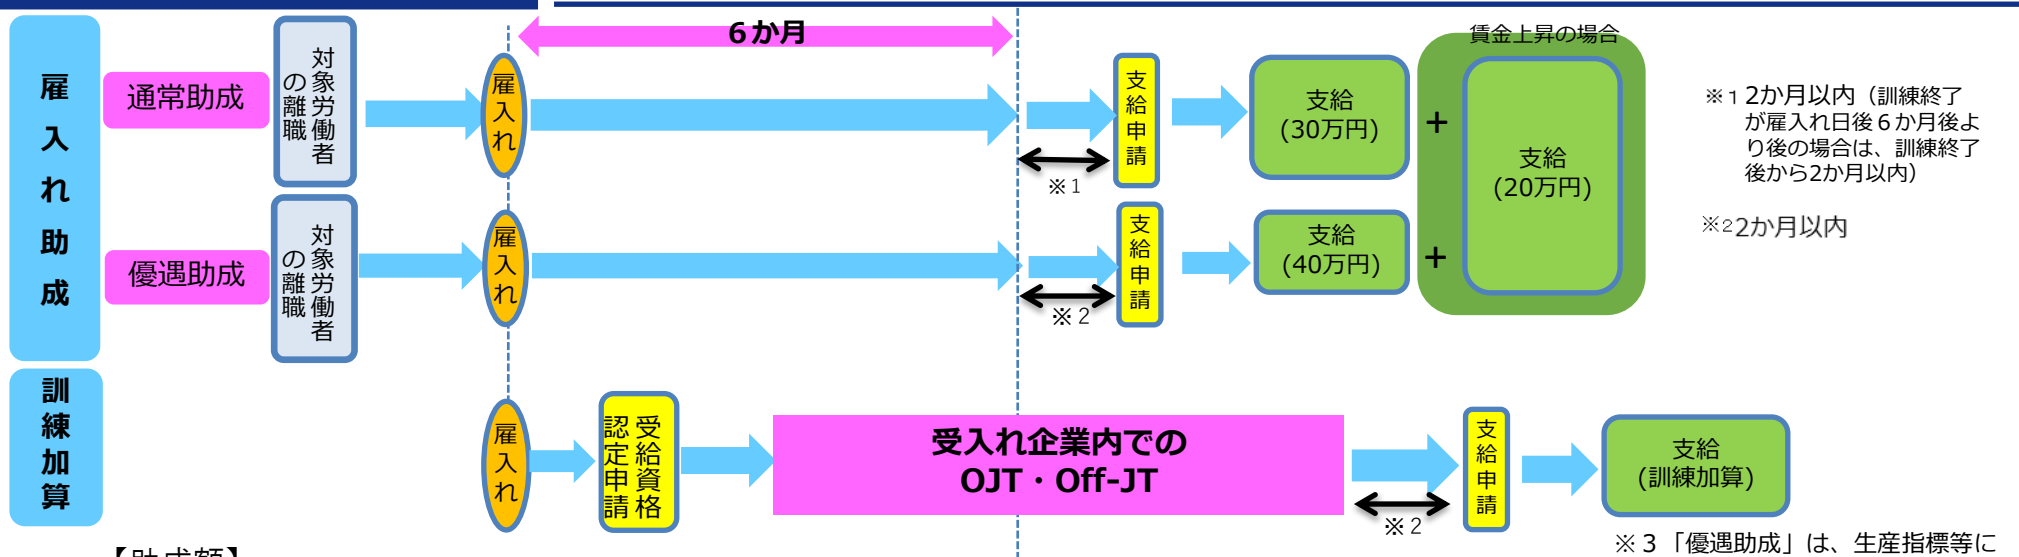 雇入れ助成
通常助成
対象労働者
の離職
雇入れ
6か月
支給申請
※1
支給
(30万円)
+
賃金上昇の場合
支給
(20万円)
※1 2か月以内（訓練終了
が雇入れ日後６か月後よ
り後の場合は、訓練終了
後から2か月以内）
※2 2か月以内
優遇助成
対象労働者
の離職
雇入れ
支給申請
※2
支給
(40万円)
+
訓練加算
雇入れ
受給資格
認定申請
受入れ企業内での
OJT・Off-JT
※2
支給申請
支給
(訓練加算)
※３「優遇助成」は、生産指標等に
【助成額】